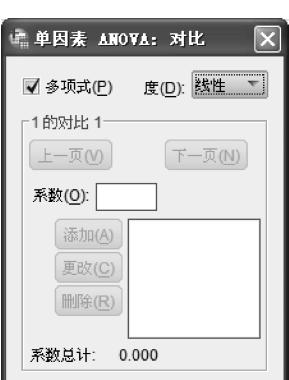 单因素 ANOVA: 对比
多项式(P) 度(D): 线性
1的对比 1
上一页(V) 下一页(N)
系数(O):
添加(A)
更改(C)
删除(R)
系数总计: 0.000